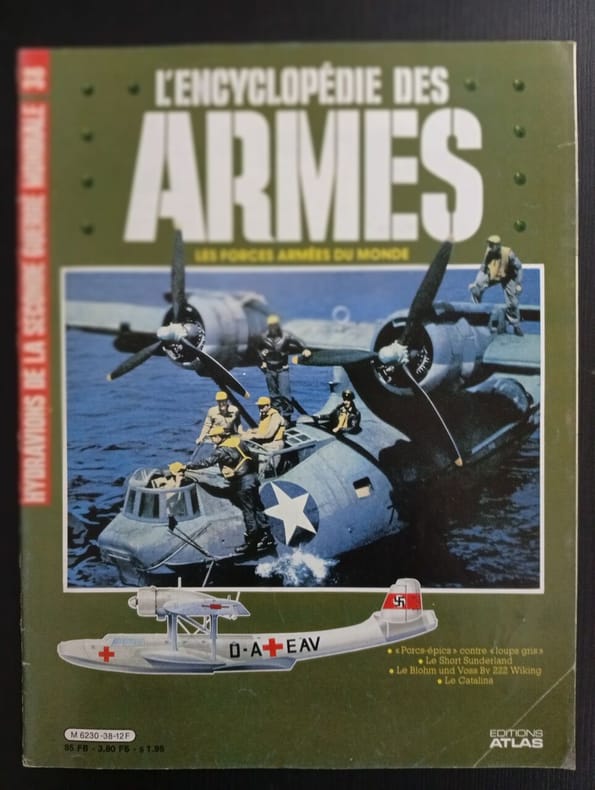 HYDRAVIONS DE LA SECONDE GUERRE MONDIALE 38
L'ENCYCLOPÉDIE DES
ARMES
LES FORCES ARMÉES DU MONDE
D-A EAV
• «Porcs-épics» contre «loups gris»
• Le Short Sunderland
• Le Blohm und Voss Bv 222 Wiking
• Le Catalina
M 6230-38-12 F
85 FB - 3,80 FS - $ 1.95
EDITIONS
ATLAS